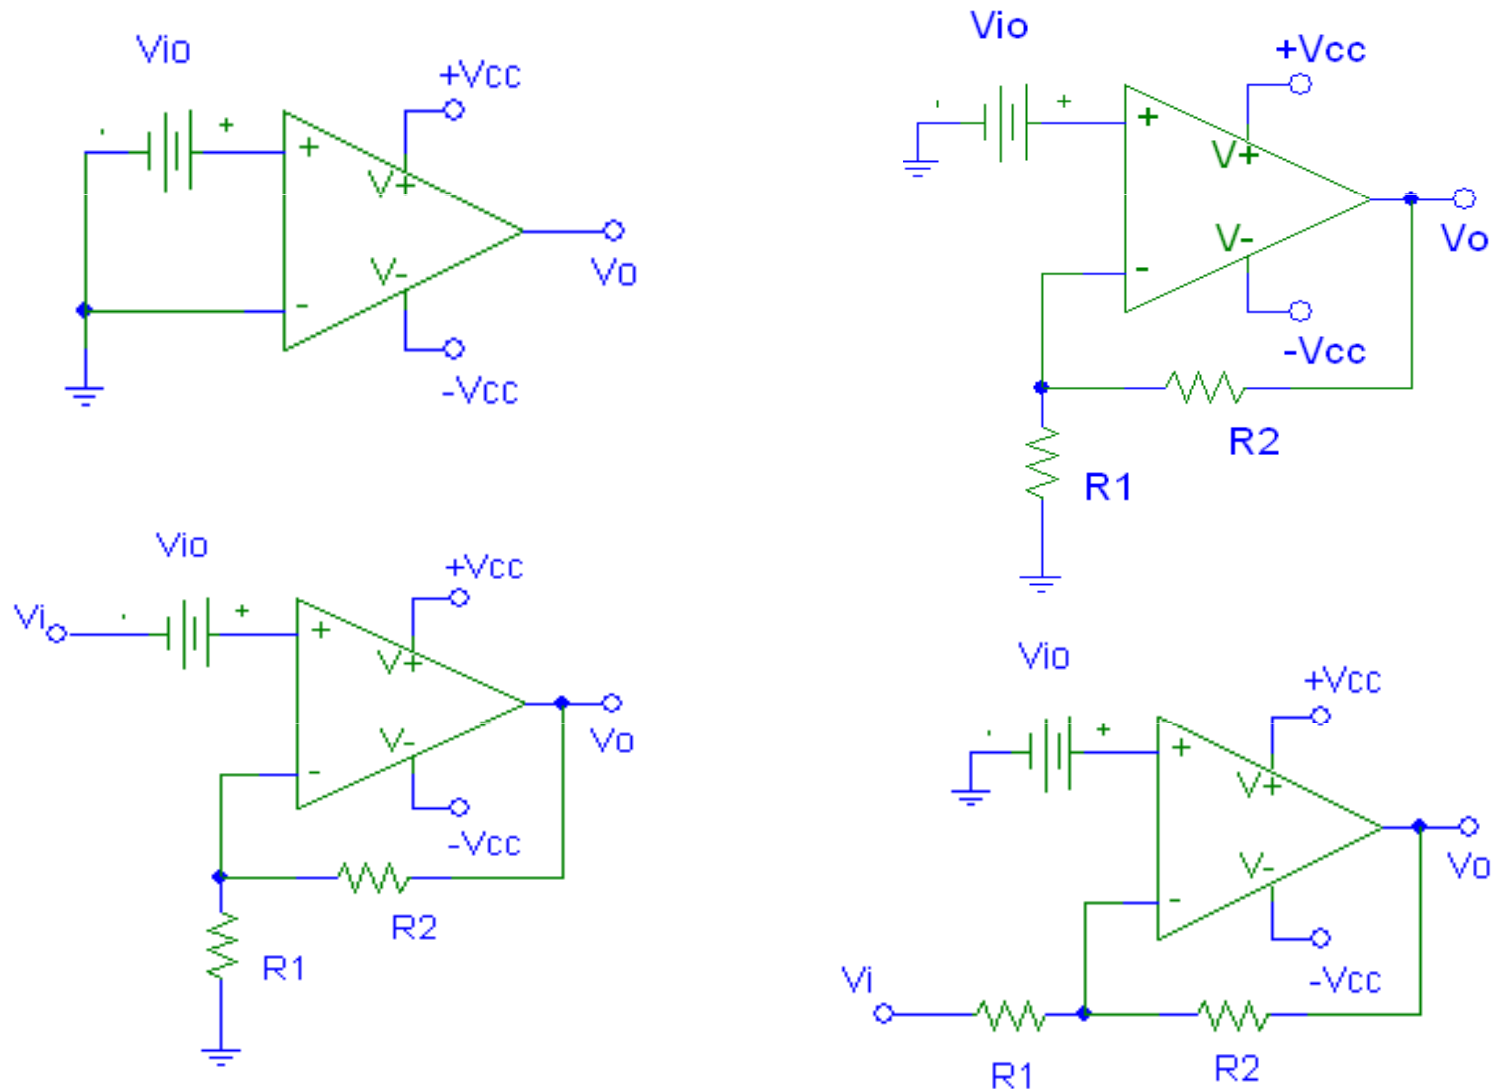 Vio
+Vcc
- +
+
V+
V-
-
Vo
-Vcc
Vio
+Vcc
- +
+
V+
V-
-
Vo
-Vcc
R2
R1
Vio
+Vcc
Vi
- +
+
V+
V-
-
Vo
-Vcc
R2
R1
Vio
+Vcc
- +
+
V+
V-
-
Vo
-Vcc
Vi
R1
R2